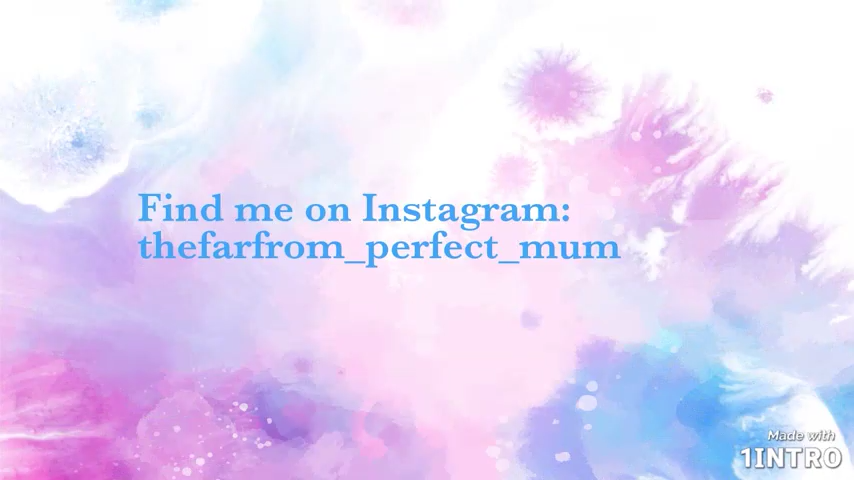 Find me on Instagram:
thefarfrom_perfect_mum
Made with
1INTRO